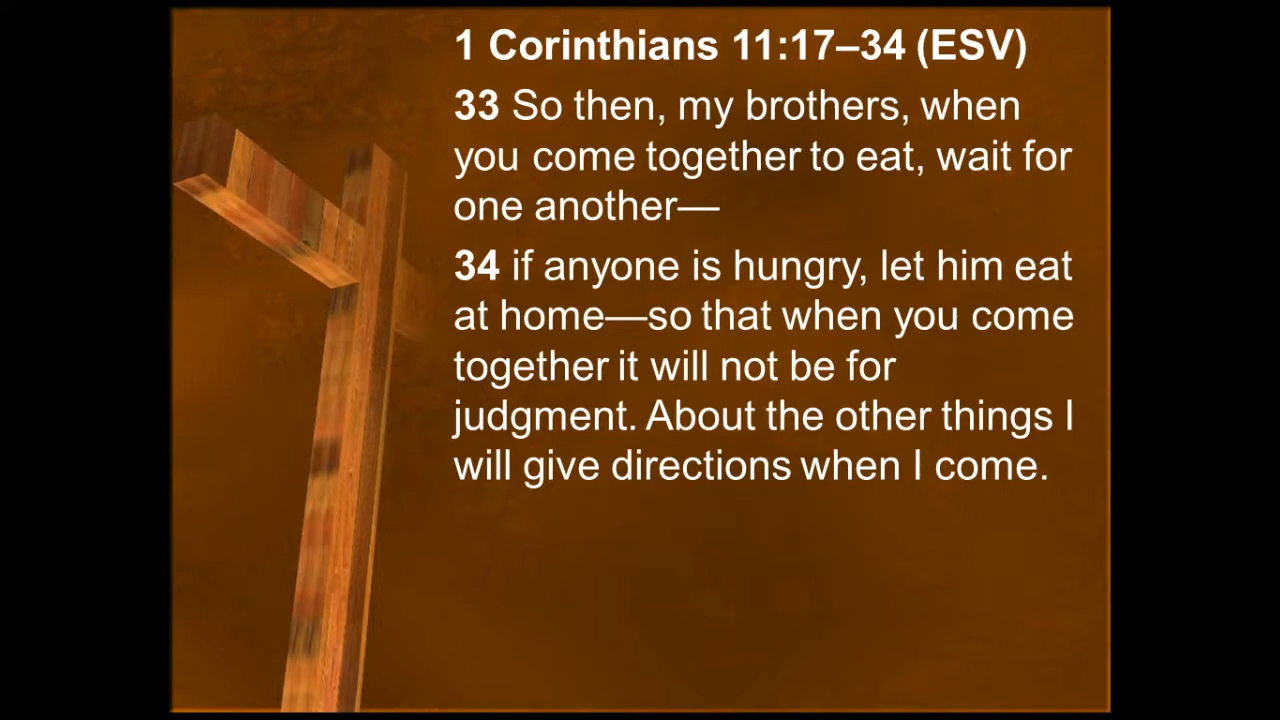 1 Corinthians 11:17–34 (ESV)
33 So then, my brothers, when
you come together to eat, wait for
one another—
34 if anyone is hungry, let him eat
at home—so that when you come
together it will not be for
judgment. About the other things I
will give directions when I come.